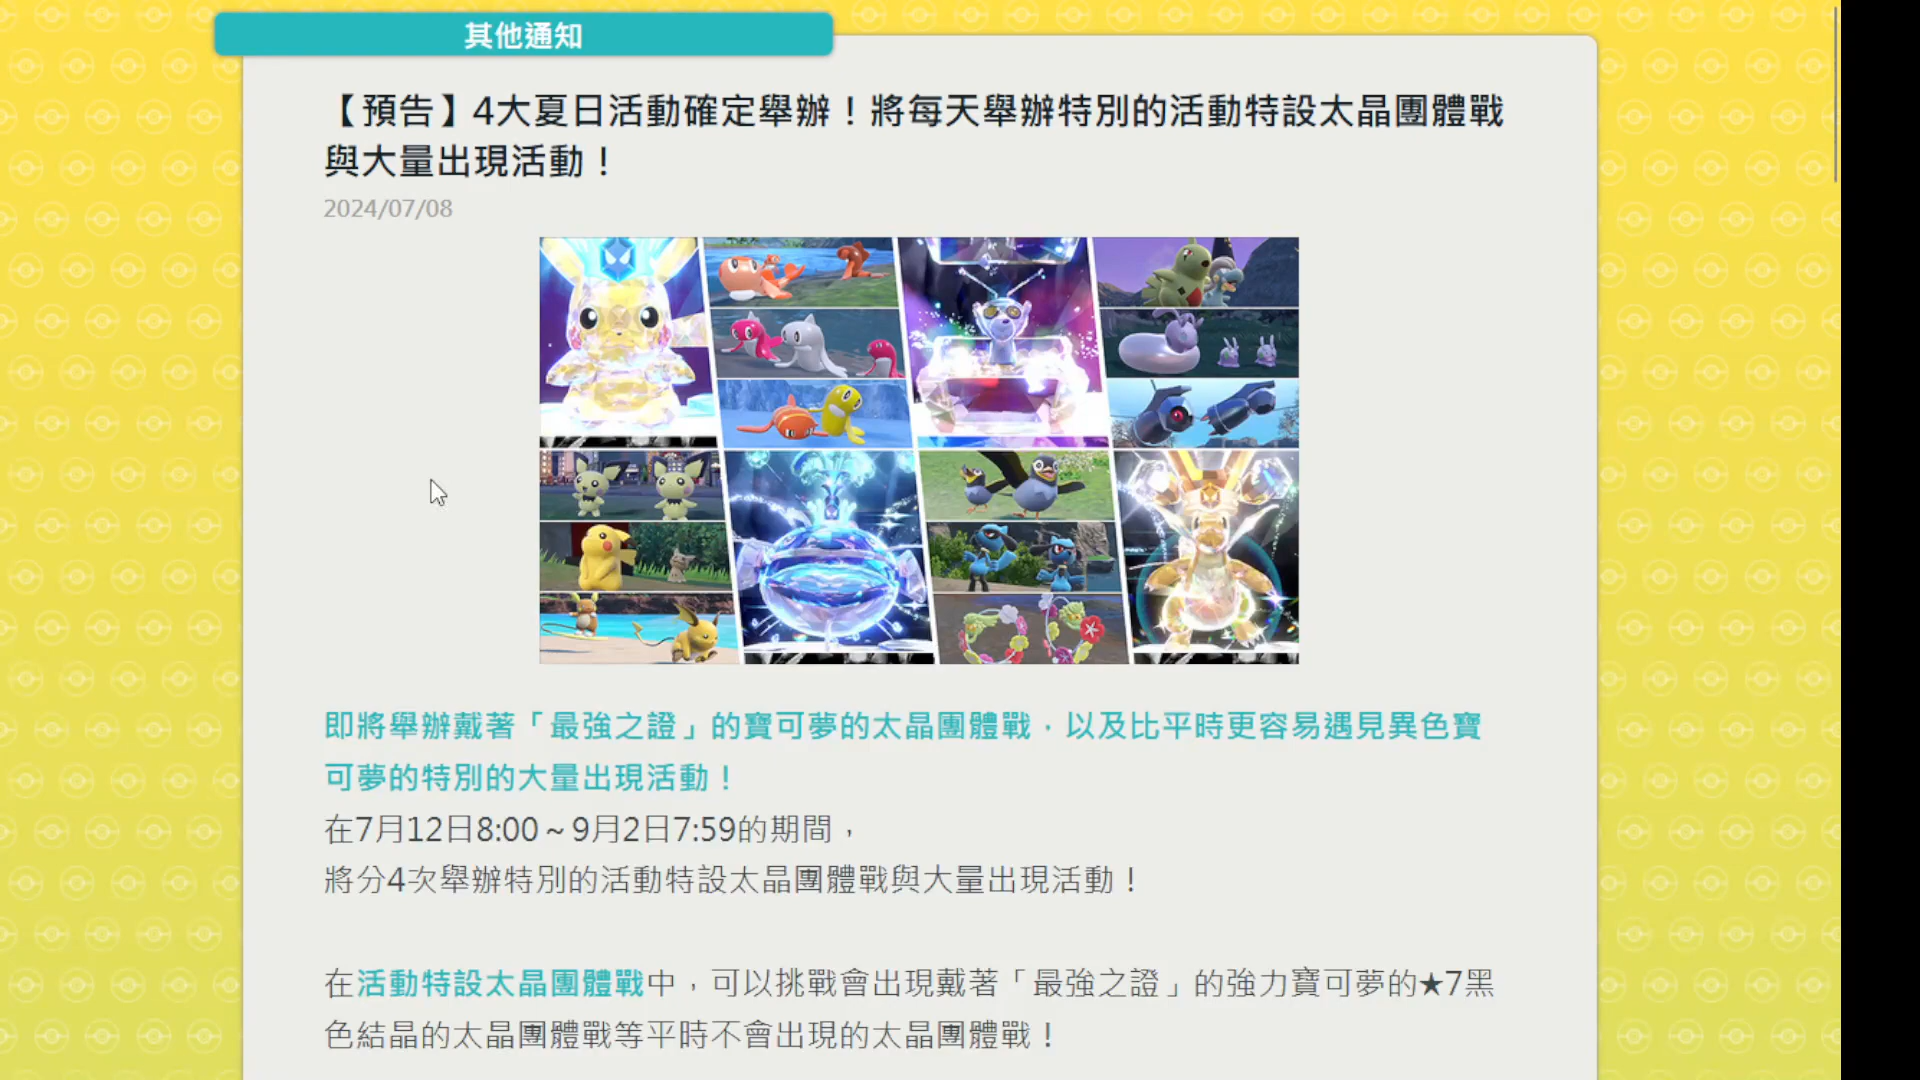 其他通知
【預告】4大夏日活動確定舉辦！將每天舉辦特別的活動特設太晶團體戰
與大量出現活動！
2024/07/08
即將舉辦戴著「最強之證」的寶可夢的太晶團體戰，以及比平時更容易遇見異色寶
可夢的特別的大量出現活動！
在7月12日8:00～9月2日7:59的期間，
將分4次舉辦特別的活動特設太晶團體戰與大量出現活動！
在活動特設太晶團體戰中，可以挑戰會出現戴著「最強之證」的強力寶可夢的★7黑
色結晶的太晶團體戰等平時不會出現的太晶團體戰！